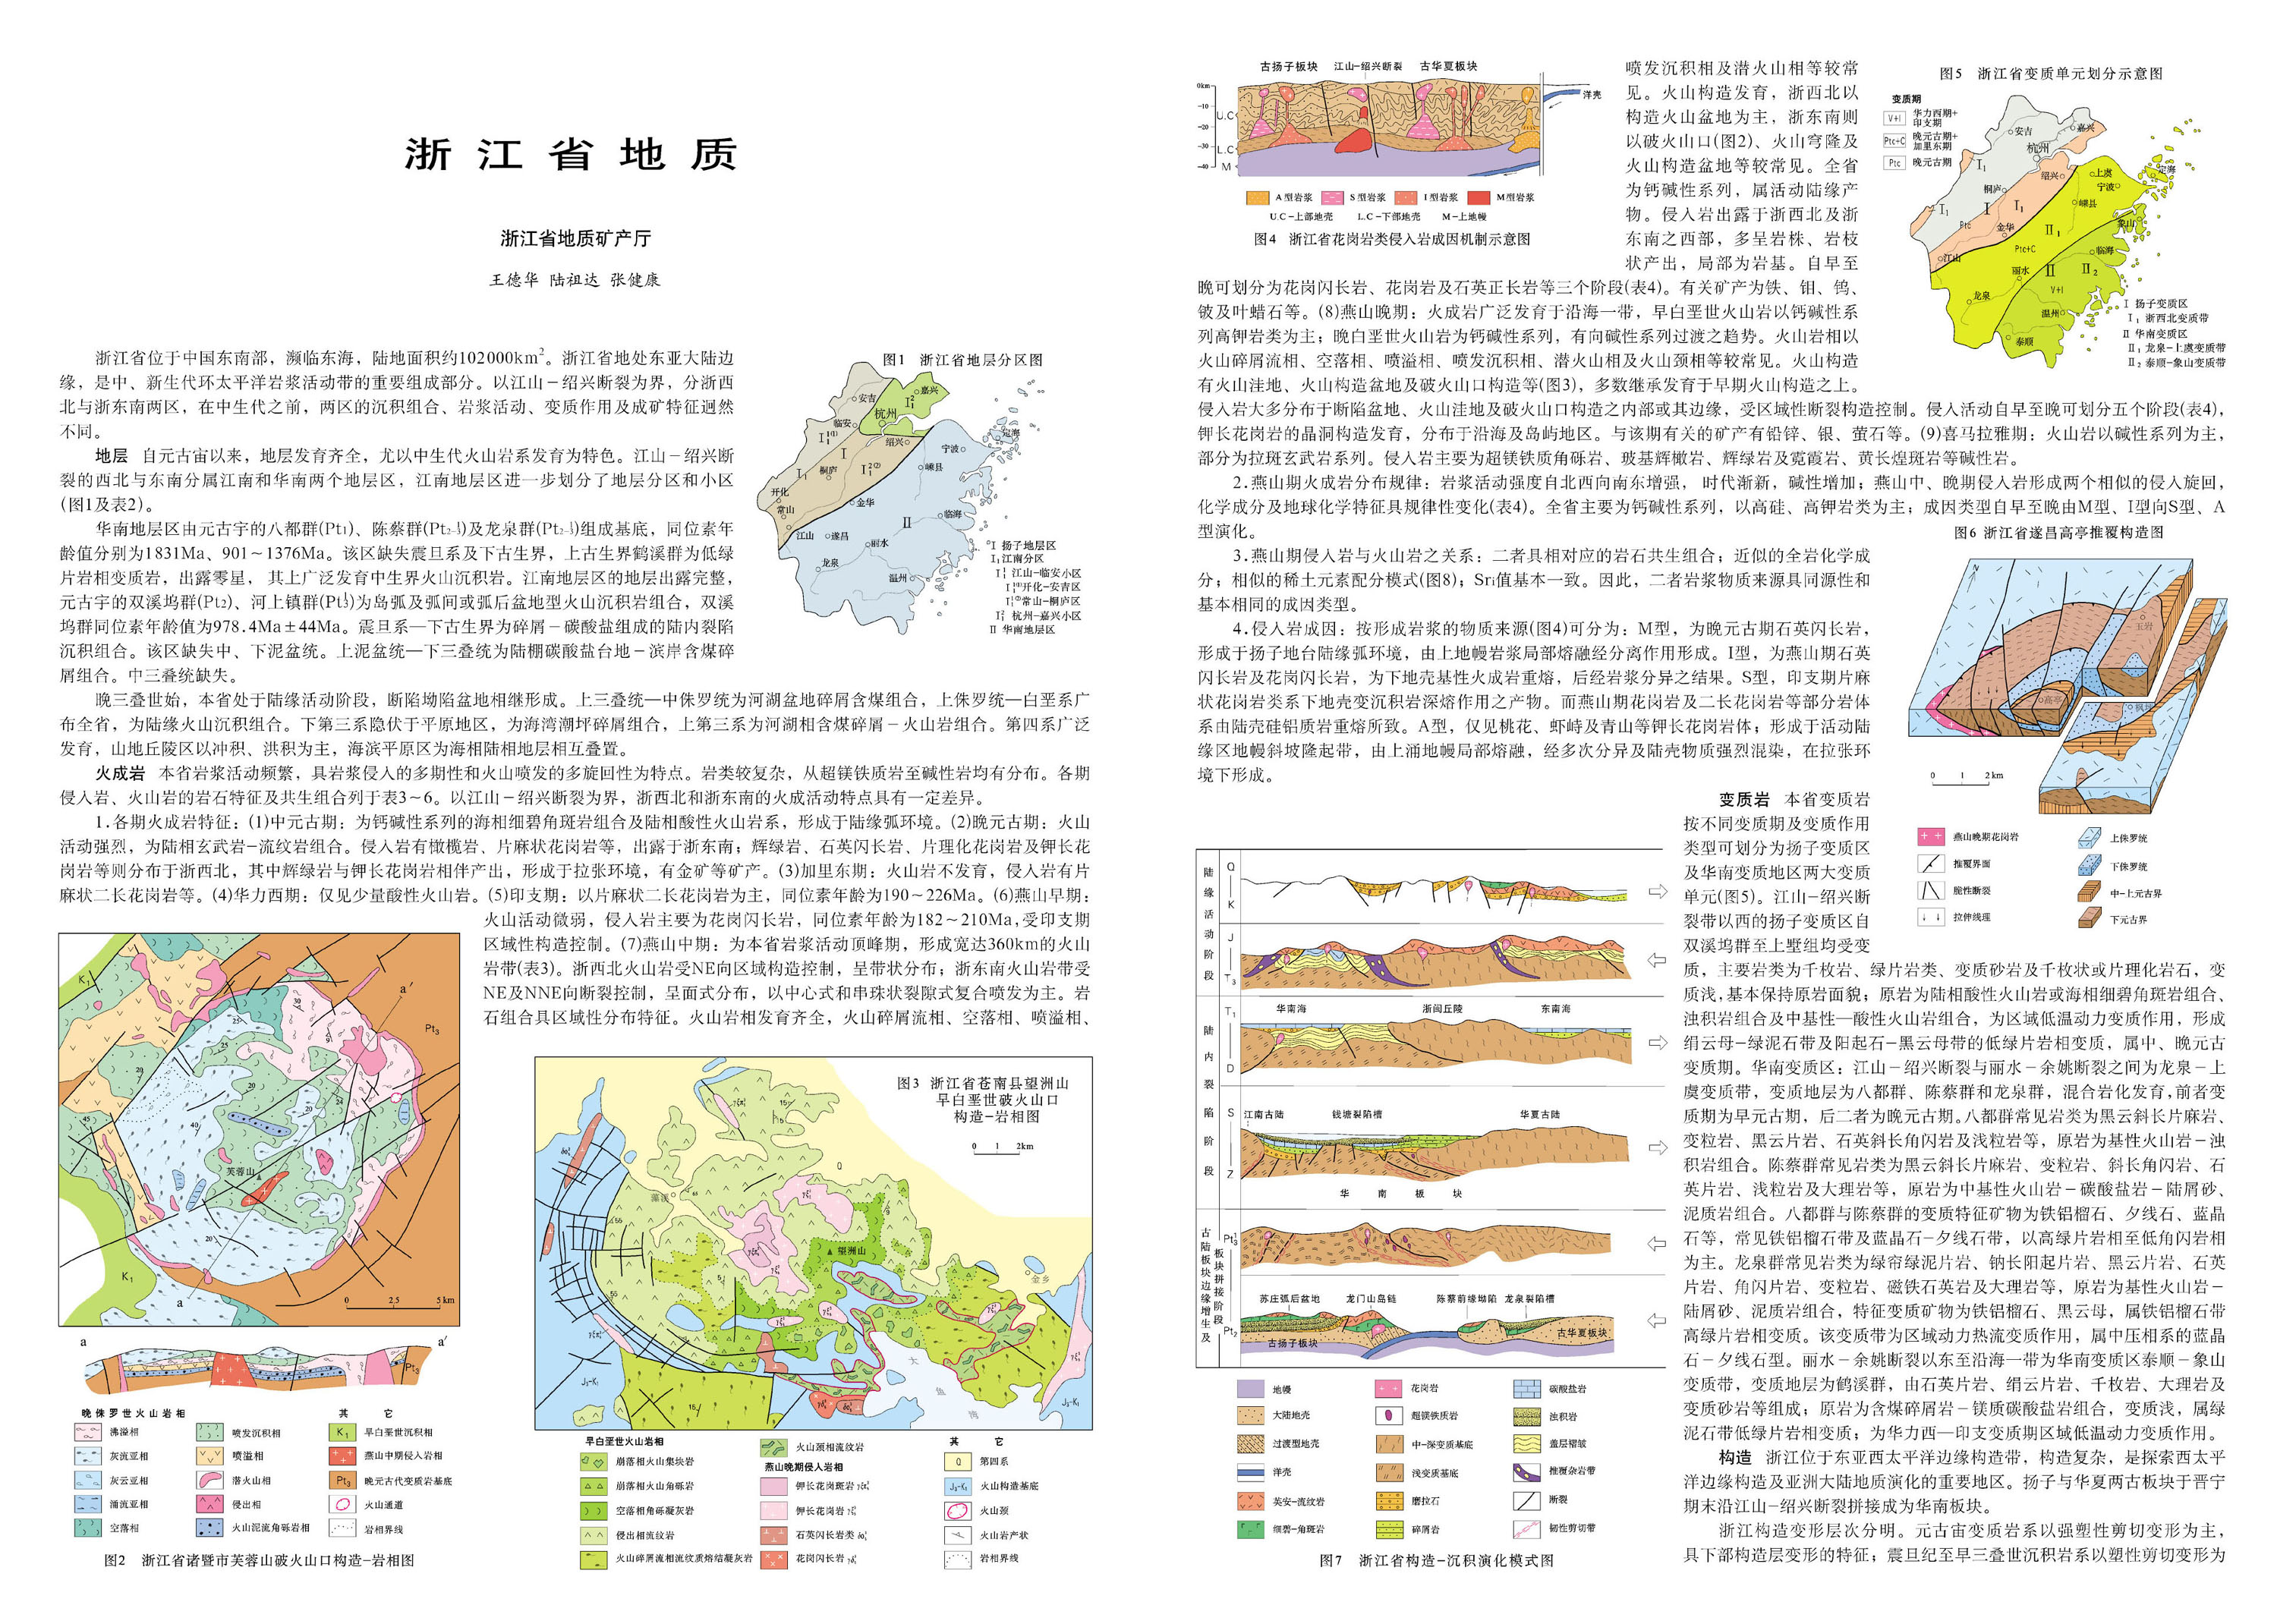 浙江省地质
浙江省地质矿产厅
王德华 陆祖达 张健康
浙江省位于中国东南部，濒临东海，陆地面积约102000km²。浙江省地处东亚大陆边
缘，是中、新生代环太平洋岩浆活动带的重要组成部分。以江山－绍兴断裂为界，分浙西
北与浙东南两区，在中生代之前，两区的沉积组合、岩浆活动、变质作用及成矿特征迥然
不同。
地层 自元古宙以来，地层发育齐全，尤以中生代火山岩系发育为特色。江山－绍兴断
裂的西北与东南分属江南和华南两个地层区，江南地层区进一步划分了地层分区和小区
(图1及表2)。
华南地层区由元古宇的八都群(Pt₁)、陈蔡群(Pt₂₋₃)及龙泉群(Pt₂₋₃)组成基底，同位素年
龄值分别为1831Ma、901～1376Ma。该区缺失震旦系及下古生界，上古生界鹤溪群为低绿
片岩相变质岩，出露零星， 其上广泛发育中生界火山沉积岩。江南地层区的地层出露完整，
元古宇的双溪坞群(Pt₂)、河上镇群(Pt₃¹)为岛弧及弧间或弧后盆地型火山沉积岩组合，双溪
坞群同位素年龄值为978.4Ma±44Ma。震旦系—下古生界为碎屑－碳酸盐组成的陆内裂陷
沉积组合。该区缺失中、下泥盆统。上泥盆统—下三叠统为陆棚碳酸盐台地－滨岸含煤碎
屑组合。中三叠统缺失。
晚三叠世始，本省处于陆缘活动阶段，断陷坳陷盆地相继形成。上三叠统—中侏罗统为河湖盆地碎屑含煤组合，上侏罗统—白垩系广
布全省，为陆缘火山沉积组合。下第三系隐伏于平原地区，为海湾潮坪碎屑组合，上第三系为河湖相含煤碎屑－火山岩组合。第四系广泛
发育，山地丘陵区以冲积、洪积为主，海滨平原区为海相陆相地层相互叠置。
火成岩 本省岩浆活动频繁，具岩浆侵入的多期性和火山喷发的多旋回性为特点。岩类较复杂，从超镁铁质岩至碱性岩均有分布。各期
侵入岩、火山岩的岩石特征及共生组合列于表3～6。以江山－绍兴断裂为界，浙西北和浙东南的火成活动特点具有一定差异。
1.各期火成岩特征：(1)中元古期：为钙碱性系列的海相细碧角斑岩组合及陆相酸性火山岩系，形成于陆缘弧环境。(2)晚元古期：火山
活动强烈，为陆相玄武岩－流纹岩组合。侵入岩有橄榄岩、片麻状花岗岩等，出露于浙东南；辉绿岩、石英闪长岩、片理化花岗岩及钾长花
岗岩等则分布于浙西北，其中辉绿岩与钾长花岗岩相伴产出，形成于拉张环境，有金矿等矿产。(3)加里东期：火山岩不发育，侵入岩有片
麻状二长花岗岩等。(4)华力西期：仅见少量酸性火山岩。(5)印支期：以片麻状二长花岗岩为主，同位素年龄为190～226Ma。(6)燕山早期：
火山活动微弱，侵入岩主要为花岗闪长岩，同位素年龄为182～210Ma,受印支期
区域性构造控制。(7)燕山中期：为本省岩浆活动顶峰期，形成宽达360km的火山
岩带(表3)。浙西北火山岩受NE向区域构造控制，呈带状分布；浙东南火山岩带受
NE及NNE向断裂控制，呈面式分布，以中心式和串珠状裂隙式复合喷发为主。岩
石组合具区域性分布特征。火山岩相发育齐全，火山碎屑流相、空落相、喷溢相、
图1 浙江省地层分区图
安吉
嘉兴
杭州
临安
绍兴
宁波
定海
嵊县
桐庐
开化
常山
金华
临海
江山
遂昌
丽水
龙泉
温州
Ⅰ 扬子地层区
Ⅰ₁江南分区
Ⅰ₁¹ 江山－临安小区
Ⅰ₁¹⁽¹⁾开化－安吉区
Ⅰ₁¹⁽²⁾常山－桐庐区
Ⅰ₁² 杭州－嘉兴小区
Ⅱ 华南地层区
K₁
Pt₃
a′
芙蓉山
K₁
a
0 2.5 5 km
a a′
Pt₃
晚侏罗世火山岩相
沸溢相
灰流亚相
灰云亚相
涌流亚相
空落相
喷发沉积相
喷溢相
潜火山相
侵出相
火山泥流角砾岩相
其 它
K₁ 早白垩世沉积相
燕山中期侵入岩相
Pt₃ 晚元古代变质岩基底
火山通道
岩相界线
图2 浙江省诸暨市芙蓉山破火山口构造－岩相图
图3 浙江省苍南县望洲山
早白垩世破火山口
构造－岩相图
0 1 2km
Q
藻溪
望洲山
金乡
大
渔
湾
J₃-K₁
J₃-K₁
早白垩世火山岩相
崩落相火山集块岩
崩落相火山角砾岩
空落相角砾凝灰岩
侵出相流纹岩
火山碎屑流相流纹质熔结凝灰岩
火山颈相流纹岩
燕山晚期侵入岩相
钾长花岗斑岩
钾长花岗岩
石英闪长岩类
花岗闪长岩
其 它
Q 第四系
J₃-K₁ 火山构造基底
火山颈
火山岩产状
岩相界线
古扬子板块 江山－绍兴断裂 古华夏板块
洋壳
0km
-10
-20
-30
-40
U.C
L.C
M
A型岩浆 S型岩浆 I型岩浆 M型岩浆
U.C－上部地壳 L.C－下部地壳 M－上地幔
图4 浙江省花岗岩类侵入岩成因机制示意图
喷发沉积相及潜火山相等较常
见。火山构造发育，浙西北以
构造火山盆地为主，浙东南则
以破火山口(图2)、火山穹隆及
火山构造盆地等较常见。全省
为钙碱性系列，属活动陆缘产
物。侵入岩出露于浙西北及浙
东南之西部，多呈岩株、岩枝
状产出，局部为岩基。自早至
晚可划分为花岗闪长岩、花岗岩及石英正长岩等三个阶段(表4)。有关矿产为铁、钼、钨、
铍及叶蜡石等。(8)燕山晚期：火成岩广泛发育于沿海一带，早白垩世火山岩以钙碱性系
列高钾岩类为主；晚白垩世火山岩为钙碱性系列，有向碱性系列过渡之趋势。火山岩相以
火山碎屑流相、空落相、喷溢相、喷发沉积相、潜火山相及火山颈相等较常见。火山构造
有火山洼地、火山构造盆地及破火山口构造等(图3)，多数继承发育于早期火山构造之上。
侵入岩大多分布于断陷盆地、火山洼地及破火山口构造之内部或其边缘，受区域性断裂构造控制。侵入活动自早至晚可划分五个阶段(表4)，
钾长花岗岩的晶洞构造发育，分布于沿海及岛屿地区。与该期有关的矿产有铅锌、银、萤石等。(9)喜马拉雅期：火山岩以碱性系列为主，
部分为拉斑玄武岩系列。侵入岩主要为超镁铁质角砾岩、玻基辉橄岩、辉绿岩及霓霞岩、黄长煌斑岩等碱性岩。
2.燕山期火成岩分布规律：岩浆活动强度自北西向南东增强， 时代渐新，碱性增加；燕山中、晚期侵入岩形成两个相似的侵入旋回，
化学成分及地球化学特征具规律性变化(表4)。全省主要为钙碱性系列，以高硅、高钾岩类为主；成因类型自早至晚由M型、I型向S型、A
型演化。
3.燕山期侵入岩与火山岩之关系：二者具相对应的岩石共生组合；近似的全岩化学成
分；相似的稀土元素配分模式(图8)；Sri值基本一致。因此，二者岩浆物质来源具同源性和
基本相同的成因类型。
4.侵入岩成因：按形成岩浆的物质来源(图4)可分为：M型，为晚元古期石英闪长岩，
形成于扬子地台陆缘弧环境，由上地幔岩浆局部熔融经分离作用形成。I型，为燕山期石英
闪长岩及花岗闪长岩，为下地壳基性火成岩重熔，后经岩浆分异之结果。S型，印支期片麻
状花岗岩类系下地壳变沉积岩深熔作用之产物。而燕山期花岗岩及二长花岗岩等部分岩体
系由陆壳硅铝质岩重熔所致。A型，仅见桃花、虾峙及青山等钾长花岗岩体；形成于活动陆
缘区地幔斜坡隆起带，由上涌地幔局部熔融，经多次分异及陆壳物质强烈混染，在拉张环
境下形成。
图5 浙江省变质单元划分示意图
变质期
V+I 华力西期+
印支期
Ptc+C 晚元古期+
加里东期
Ptc 晚元古期
安吉
嘉兴
杭州
桐庐
绍兴
上虞
宁波
定海
嵊县
象山
金华
江山
临海
丽水
龙泉
温州
泰顺
Ⅰ 扬子变质区
Ⅰ₁ 浙西北变质带
Ⅱ 华南变质区
Ⅱ₁ 龙泉－上虞变质带
Ⅱ₂ 泰顺－象山变质带
图6 浙江省遂昌高亭推覆构造图
N
高亭
0 1 2 km
燕山晚期花岗岩
推覆界面
脆性断裂
拉伸线理
上侏罗统
下侏罗统
中－上元古界
下元古界
变质岩 本省变质岩
按不同变质期及变质作用
类型可划分为扬子变质区
及华南变质地区两大变质
单元(图5)。江山－绍兴断
裂带以西的扬子变质区自
双溪坞群至上墅组均受变
质，主要岩类为千枚岩、绿片岩类、变质砂岩及千枚状或片理化岩石，变
质浅,基本保持原岩面貌；原岩为陆相酸性火山岩或海相细碧角斑岩组合、
浊积岩组合及中基性—酸性火山岩组合，为区域低温动力变质作用，形成
绢云母－绿泥石带及阳起石－黑云母带的低绿片岩相变质，属中、晚元古
变质期。华南变质区：江山－绍兴断裂与丽水－余姚断裂之间为龙泉－上
虞变质带，变质地层为八都群、陈蔡群和龙泉群，混合岩化发育,前者变
质期为早元古期，后二者为晚元古期。八都群常见岩类为黑云斜长片麻岩、
变粒岩、黑云片岩、石英斜长角闪岩及浅粒岩等，原岩为基性火山岩－浊
积岩组合。陈蔡群常见岩类为黑云斜长片麻岩、变粒岩、斜长角闪岩、石
英片岩、浅粒岩及大理岩等，原岩为中基性火山岩－碳酸盐岩－陆屑砂、
泥质岩组合。八都群与陈蔡群的变质特征矿物为铁铝榴石、夕线石、蓝晶
石等，常见铁铝榴石带及蓝晶石－夕线石带，以高绿片岩相至低角闪岩相
为主。龙泉群常见岩类为绿帘绿泥片岩、钠长阳起片岩、黑云片岩、石英
片岩、角闪片岩、变粒岩、磁铁石英岩及大理岩等，原岩为基性火山岩－
陆屑砂、泥质岩组合，特征变质矿物为铁铝榴石、黑云母，属铁铝榴石带
高绿片岩相变质。该变质带为区域动力热流变质作用，属中压相系的蓝晶
石－夕线石型。丽水－余姚断裂以东至沿海一带为华南变质区泰顺－象山
变质带，变质地层为鹤溪群，由石英片岩、绢云片岩、千枚岩、大理岩及
变质砂岩等组成；原岩为含煤碎屑岩－镁质碳酸盐岩组合，变质浅，属绿
泥石带低绿片岩相变质；为华力西—印支变质期区域低温动力变质作用。
构造 浙江位于东亚西太平洋边缘构造带，构造复杂，是探索西太平
洋边缘构造及亚洲大陆地质演化的重要地区。扬子与华夏两古板块于晋宁
期末沿江山－绍兴断裂拼接成为华南板块。
浙江构造变形层次分明。元古宙变质岩系以强塑性剪切变形为主，
具下部构造层变形的特征；震旦纪至早三叠世沉积岩系以塑性剪切变形为
陆缘活动阶段
Q
K
J
T₃
陆内裂陷阶段
T₁
D
S
Z
古陆板块边缘增生及板块拼接阶段
Pt₃¹
Pt₂
华南海 浙闽丘陵 东南海
江南古陆 钱塘裂陷槽 华夏古陆
华 南 板 块
苏庄弧后盆地 龙门山岛链 陈蔡前缘坳陷 龙泉裂陷槽
古扬子板块 古华夏板块
地幔
大陆地壳
过渡型地壳
洋壳
英安－流纹岩
细碧－角斑岩
花岗岩
超镁铁质岩
中－深变质基底
浅变质基底
磨拉石
碎屑岩
碳酸盐岩
浊积岩
盖层褶皱
推覆杂岩带
断裂
韧性剪切带
图7 浙江省构造－沉积演化模式图